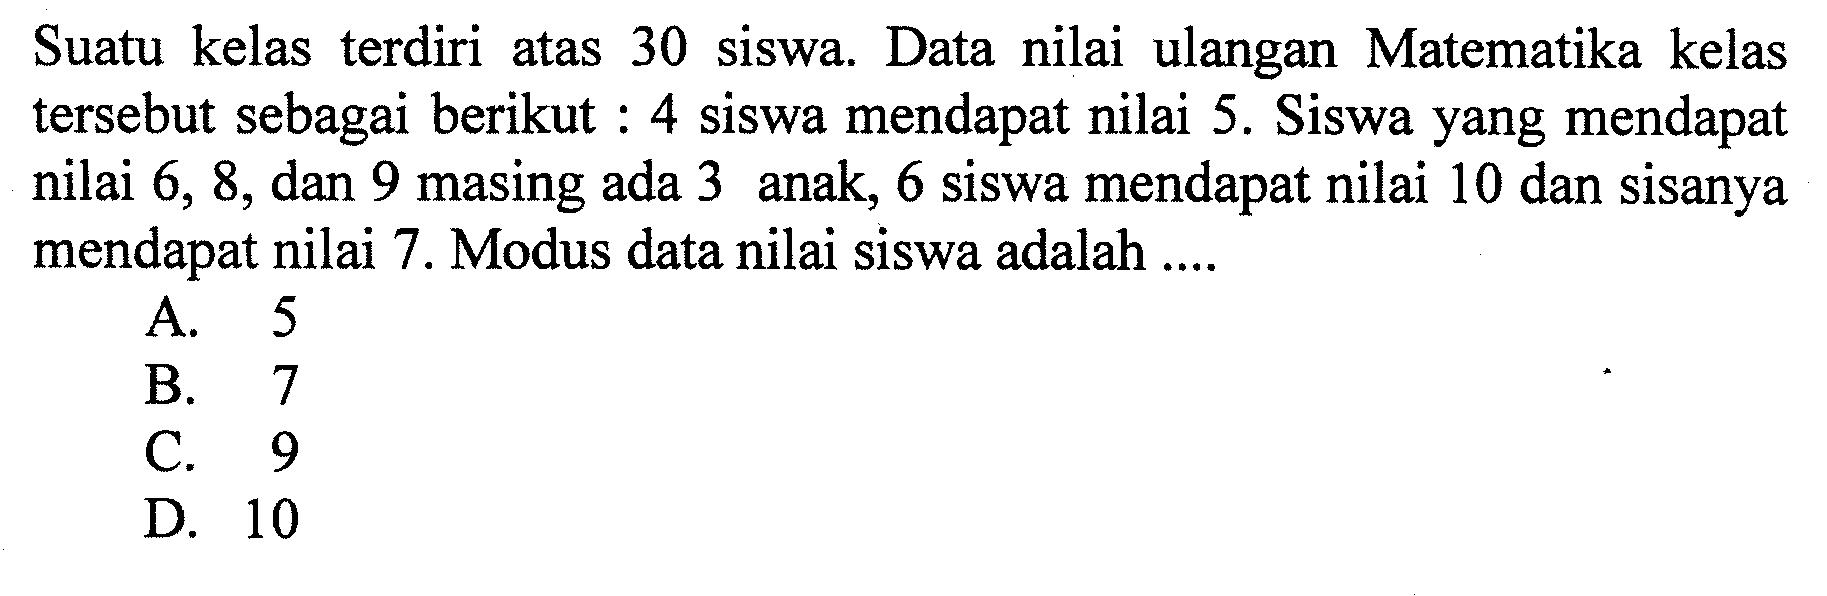 Suatu kelas terdiri atas 30 siswa. Data nilai ulangan Matematika kelas
tersebut sebagai berikut : 4 siswa mendapat nilai 5. Siswa yang mendapat
nilai 6, 8, dan 9 masing ada 3 anak, 6 siswa mendapat nilai 10 dan sisanya
mendapat nilai 7. Modus data nilai siswa adalah ....
A. 5
B. 7
C. 9
D. 10